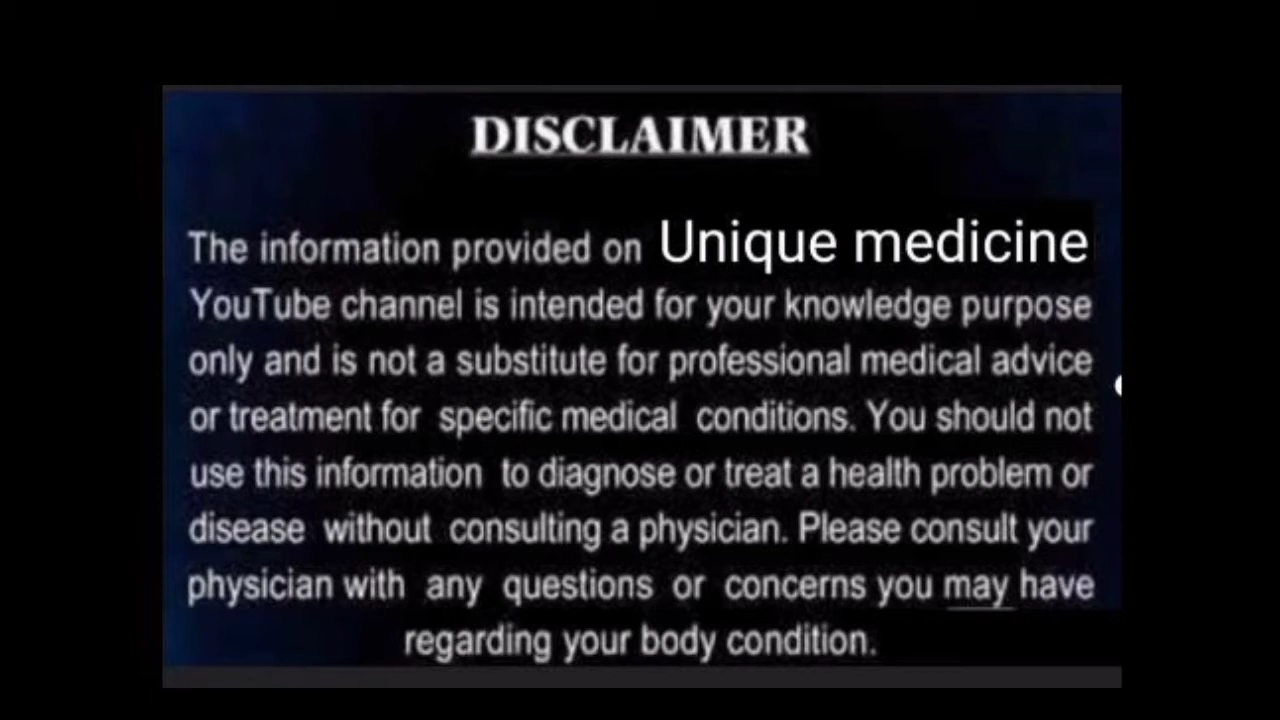 DISCLAIMER
The information provided on Unique medicine
YouTube channel is intended for your knowledge purpose
only and is not a substitute for professional medical advice
or treatment for specific medical conditions. You should not
use this information to diagnose or treat a health problem or
disease without consulting a physician. Please consult your
physician with any questions or concerns you may have
regarding your body condition.